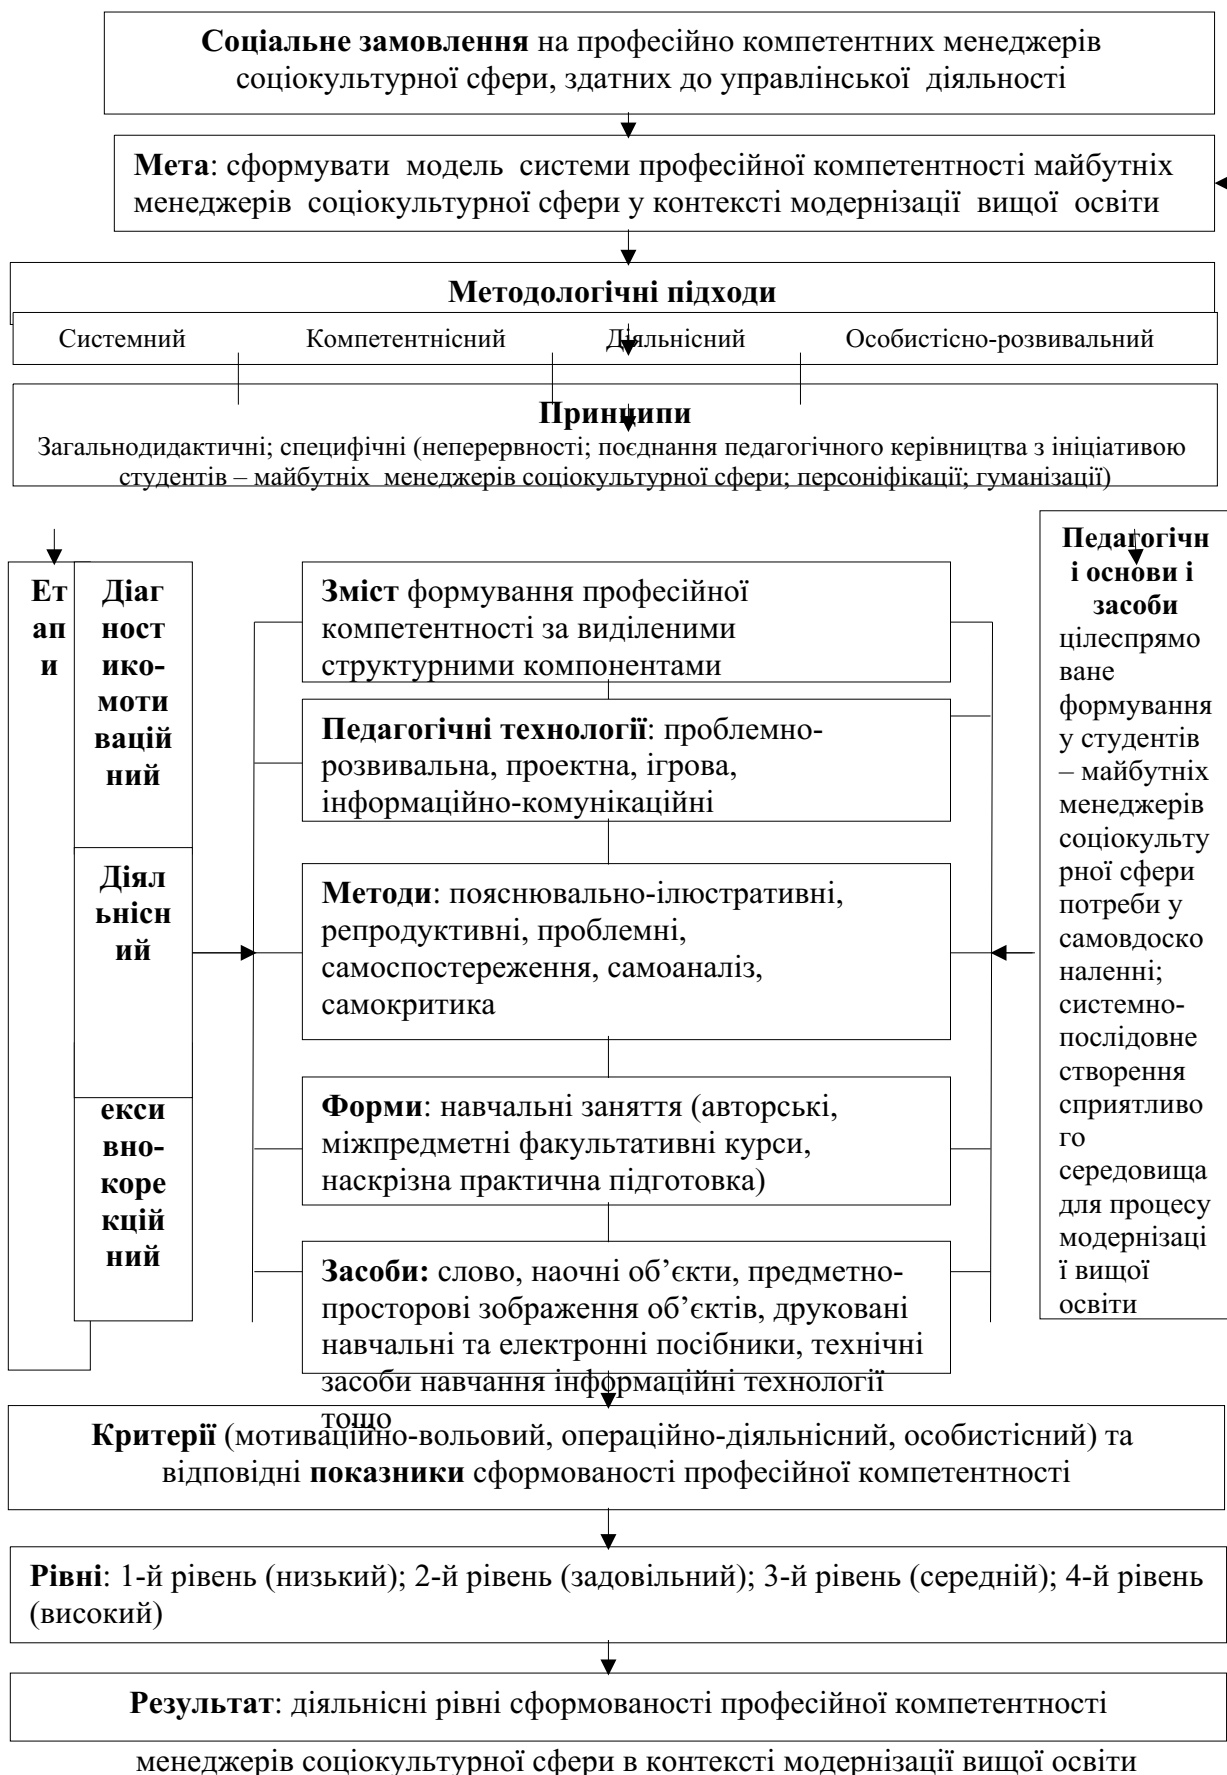 Соціальне замовлення на професійно компетентних менеджерів
соціокультурної сфери, здатних до управлінської діяльності
Мета: сформувати модель системи професійної компетентності майбутніх
менеджерів соціокультурної сфери у контексті модернізації вищої освіти
Методологічні підходи
Системний Компетентнісний Діяльнісний Особистісно-розвивальний
Принципи
Загальнодидактичні; специфічні (неперервності; поєднання педагогічного керівництва з ініціативою
студентів – майбутніх менеджерів соціокультурної сфери; персоніфікації; гуманізації)
Ет
ап
и
Діаг
ност
ико-
моти
ваций
ний
Діял
ьнісн
ий
екси
вно-
коре
кцій
ний
Зміст формування професійної
компетентності за виділеними
структурними компонентами
Педагогічні технології: проблемно-
розвивальна, проектна, ігрова,
інформаційно-комунікаційні
Методи: пояснювально-ілюстративні,
репродуктивні, проблемні,
самоспостереження, самоаналіз,
самокритика
Форми: навчальні заняття (авторські,
міжпредметні факультативні курси,
наскрізна практична підготовка)
Засоби: слово, наочні об’єкти, предметно-
просторові зображення об’єктів, друковані
навчальні та електронні посібники, технічні
засоби навчання інформаційні технології
тощо
Педагогічн
і основи і
засоби
цілеспрямо
ване
формування
у студентів
– майбутніх
менеджерів
соціокульту
рної сфери
потреби у
самовдоско
наленні;
системно-
послідовне
створення
сприятливо
го
середовища
для процесу
модернізаці
ї вищої
освіти
Критерії (мотиваційно-вольовий, операційно-діяльнісний, особистісний) та
відповідні показники сформованості професійної компетентності
Рівні: 1-й рівень (низький); 2-й рівень (задовільний); 3-й рівень (середній); 4-й рівень
(високий)
Результат: діяльнісні рівні сформованості професійної компетентності
менеджерів соціокультурної сфери в контексті модернізації вищої освіти